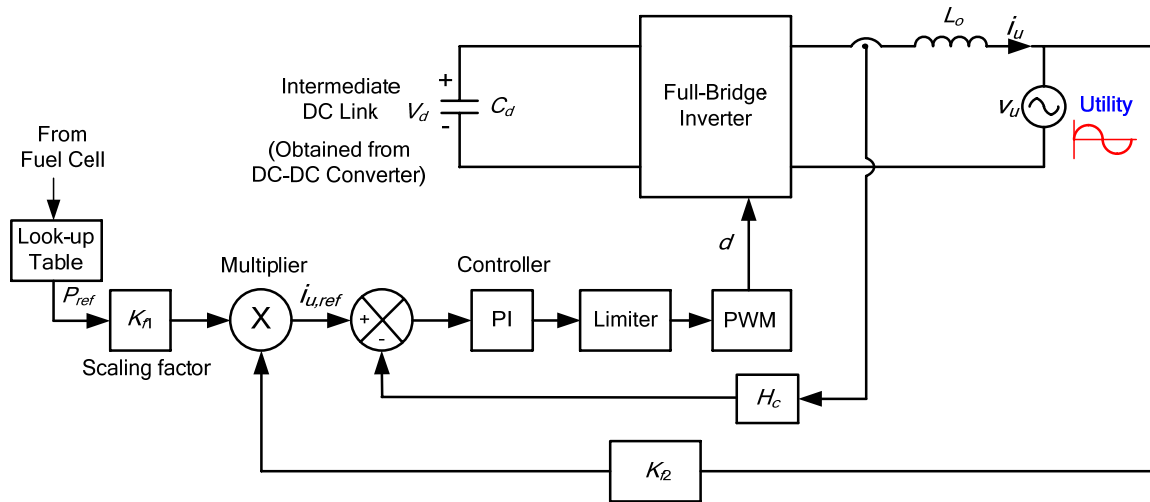 L_o
i_u
Intermediate
DC Link
(Obtained from
DC-DC Converter)
+
V_d
-
C_d
Full-Bridge
Inverter
v_u
Utility
From
Fuel Cell
Look-up
Table
P_ref
K_f1
Scaling factor
Multiplier
X
i_u,ref
+
-
Controller
PI
Limiter
PWM
d
H_c
K_f2